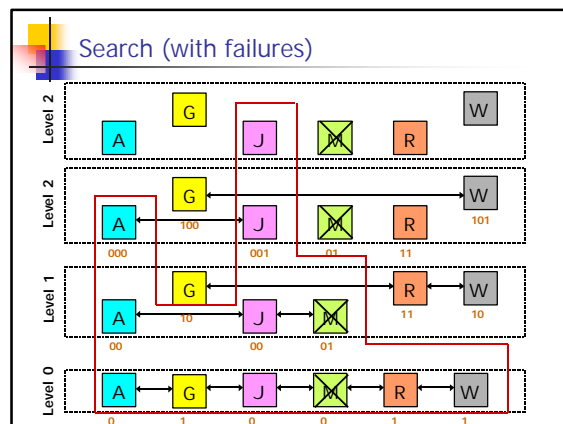 Search (with failures)
Level 2
G W
A J M R
Level 2
G W
100 101
A J M R
000 001 01 11
Level 1
G R W
10 11 10
A J M
00 00 01
Level 0
A G J M R W
0 1 0 0 1 1